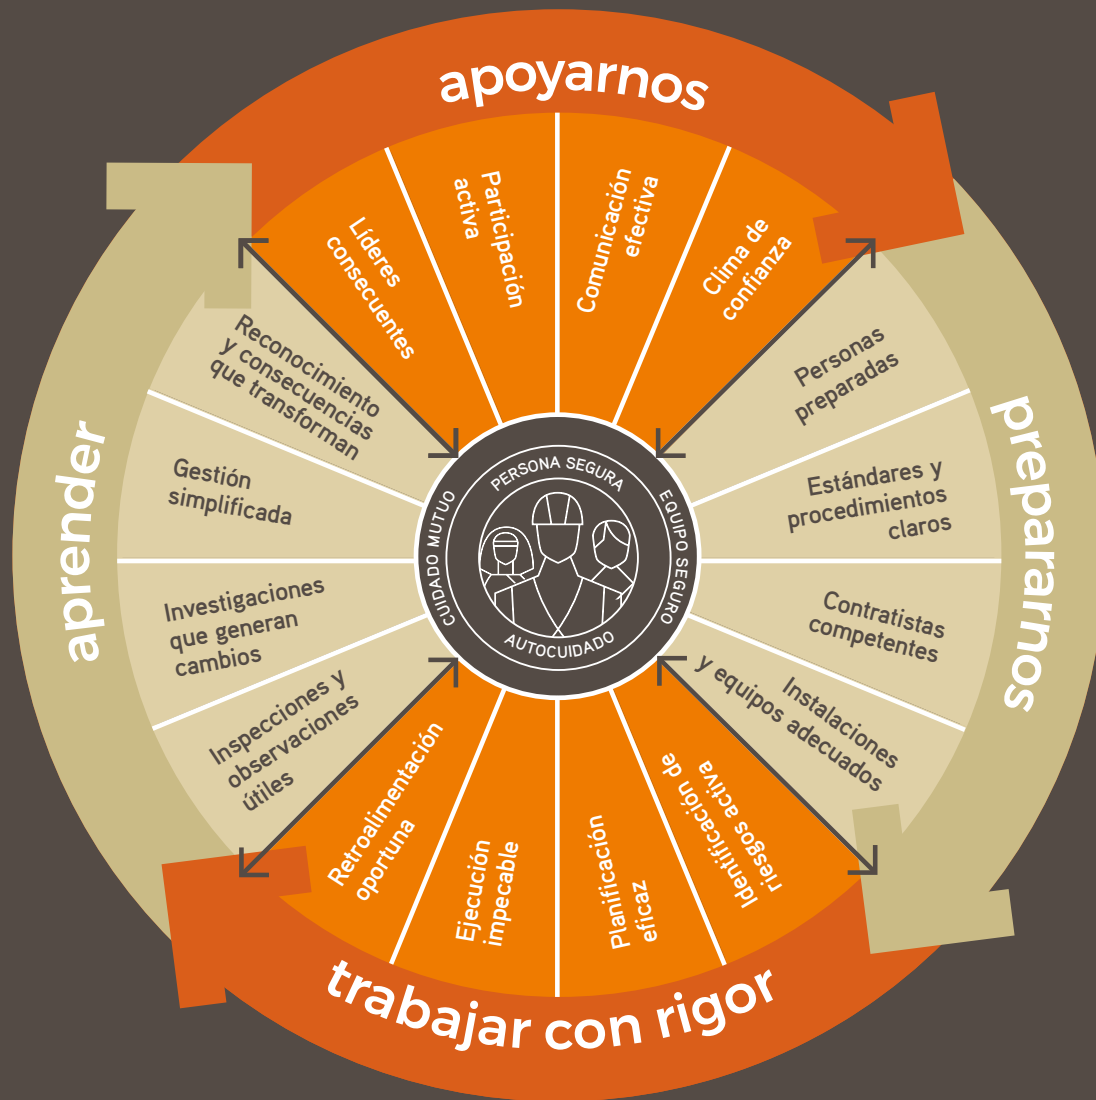 apoyarnos
Líderes
consecuentes
Participación
activa
Comunicación
efectiva
Clima de
confianza
prepararnos
Personas
preparadas
Estándares y
procedimientos
claros
Contratistas
competentes
Instalaciones
y equipos adecuados
trabajar con rigor
Identificación de
riesgos activa
Planificación
eficaz
Ejecución
impecable
Retroalimentación
oportuna
aprender
Inspecciones y
observaciones
útiles
Investigaciones
que generan
cambios
Gestión
simplificada
Reconocimiento
y consecuencias
que transforman
PERSONA SEGURA
EQUIPO SEGURO
AUTOCUIDADO
CUIDADO MUTUO